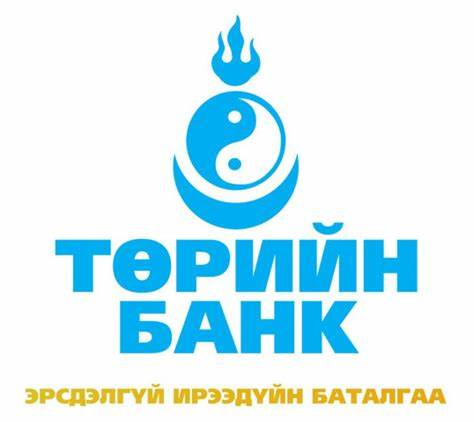 ТӨРИЙН
БАНК
ЭРСДЭЛГҮЙ ИРЭЭДҮЙН БАТАЛГАА